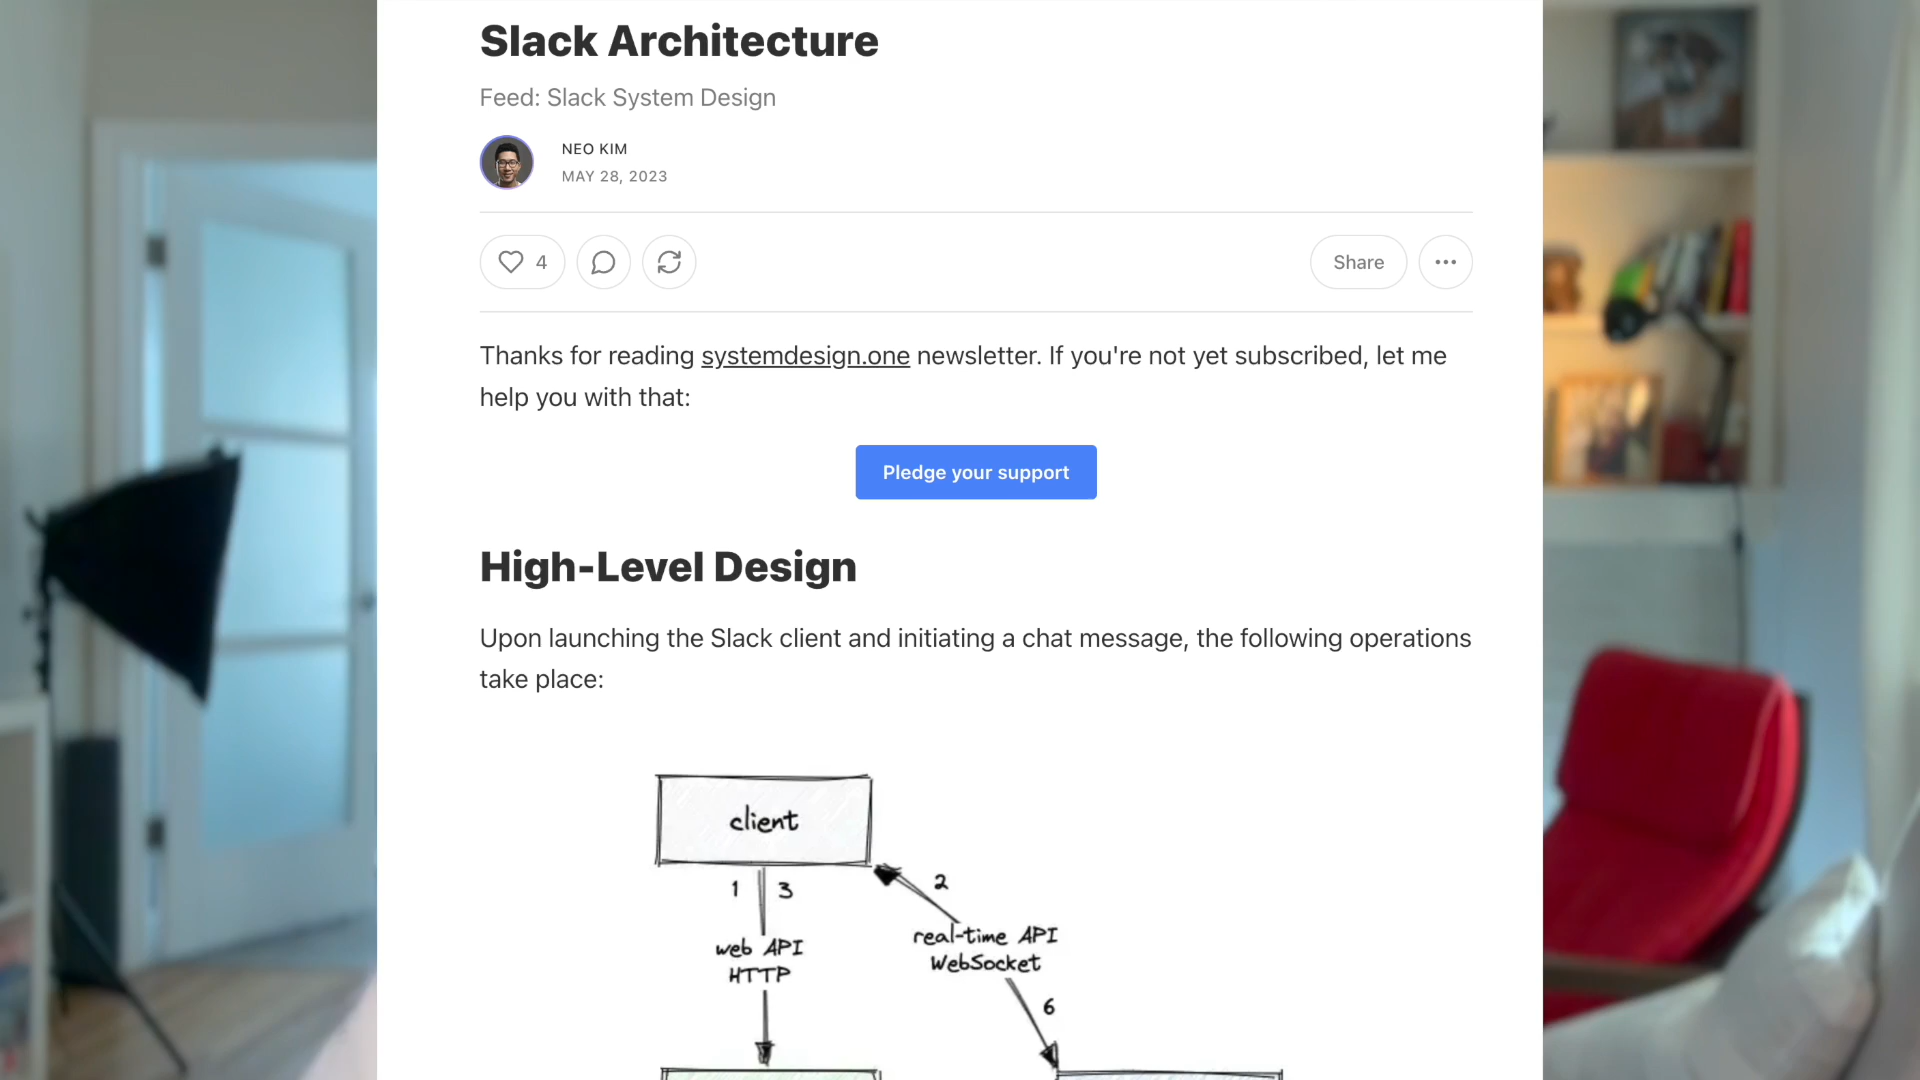 Slack Architecture
Feed: Slack System Design
NEO KIM
MAY 28, 2023
4
Share
Thanks for reading systemdesign.one newsletter. If you're not yet subscribed, let me
help you with that:
Pledge your support
High-Level Design
Upon launching the Slack client and initiating a chat message, the following operations
take place:
client
1 3
2
web API
HTTP
real-time API
WebSocket
6